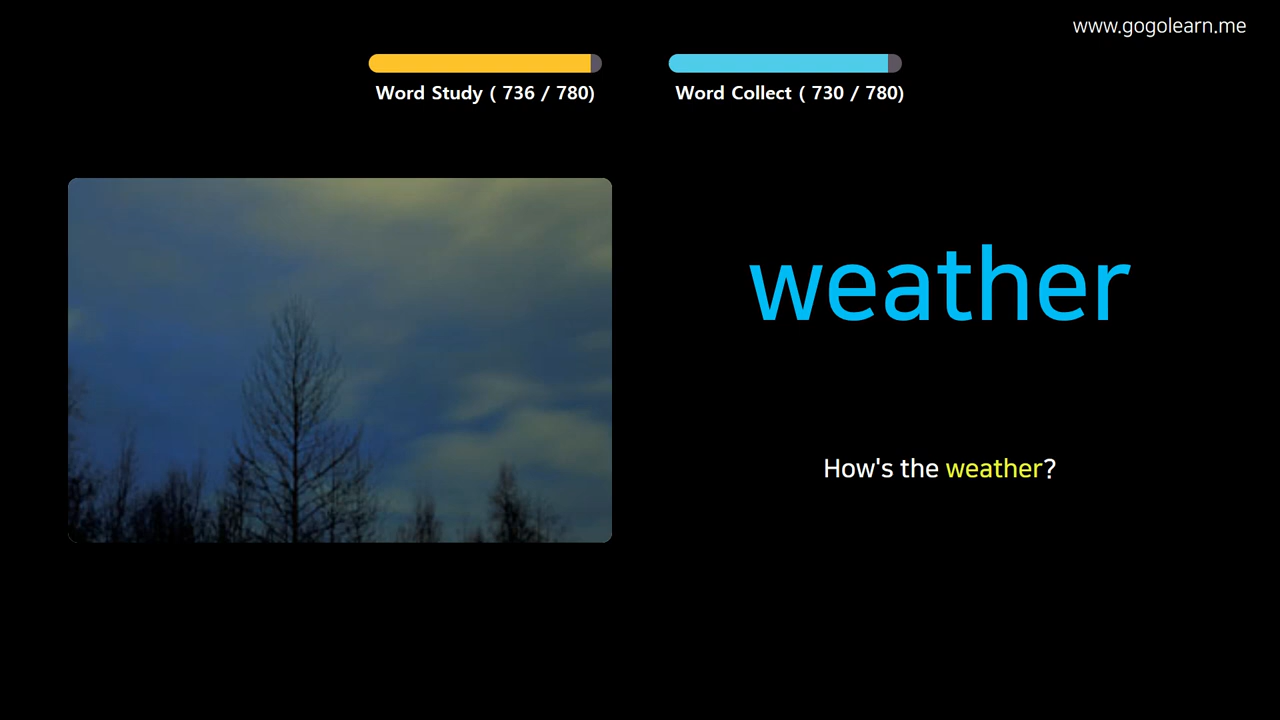 www.gogolearn.me
Word Study ( 736 / 780)
Word Collect ( 730 / 780)
weather
How's the weather?